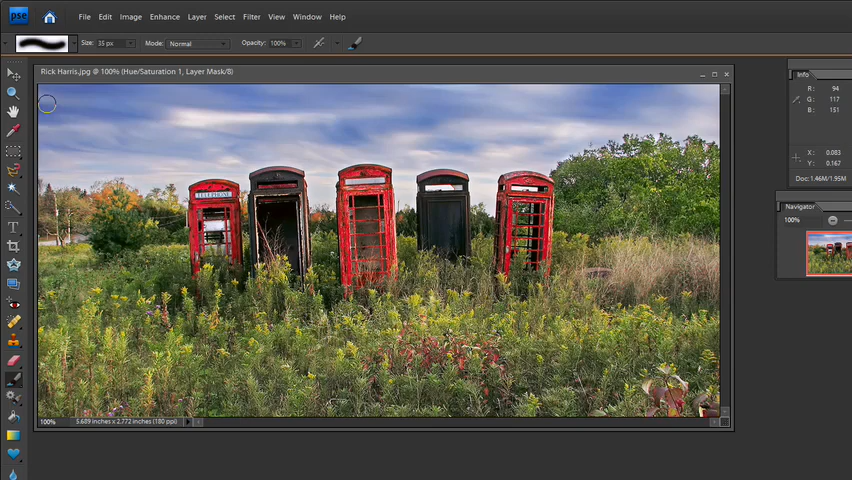 pse File Edit Image Enhance Layer Select Filter View Window Help
Size: 35 px Mode: Normal Opacity: 100%
Rick Harris.jpg @ 100% (Hue/Saturation 1, Layer Mask/8)
TELEPHONE
100% 5.689 inches x 2.772 inches (180 ppi)
Info
R: 94
G: 117
B: 151
X: 0.083
Y: 0.167
Doc: 1.46M/1.95M
Navigator
100%